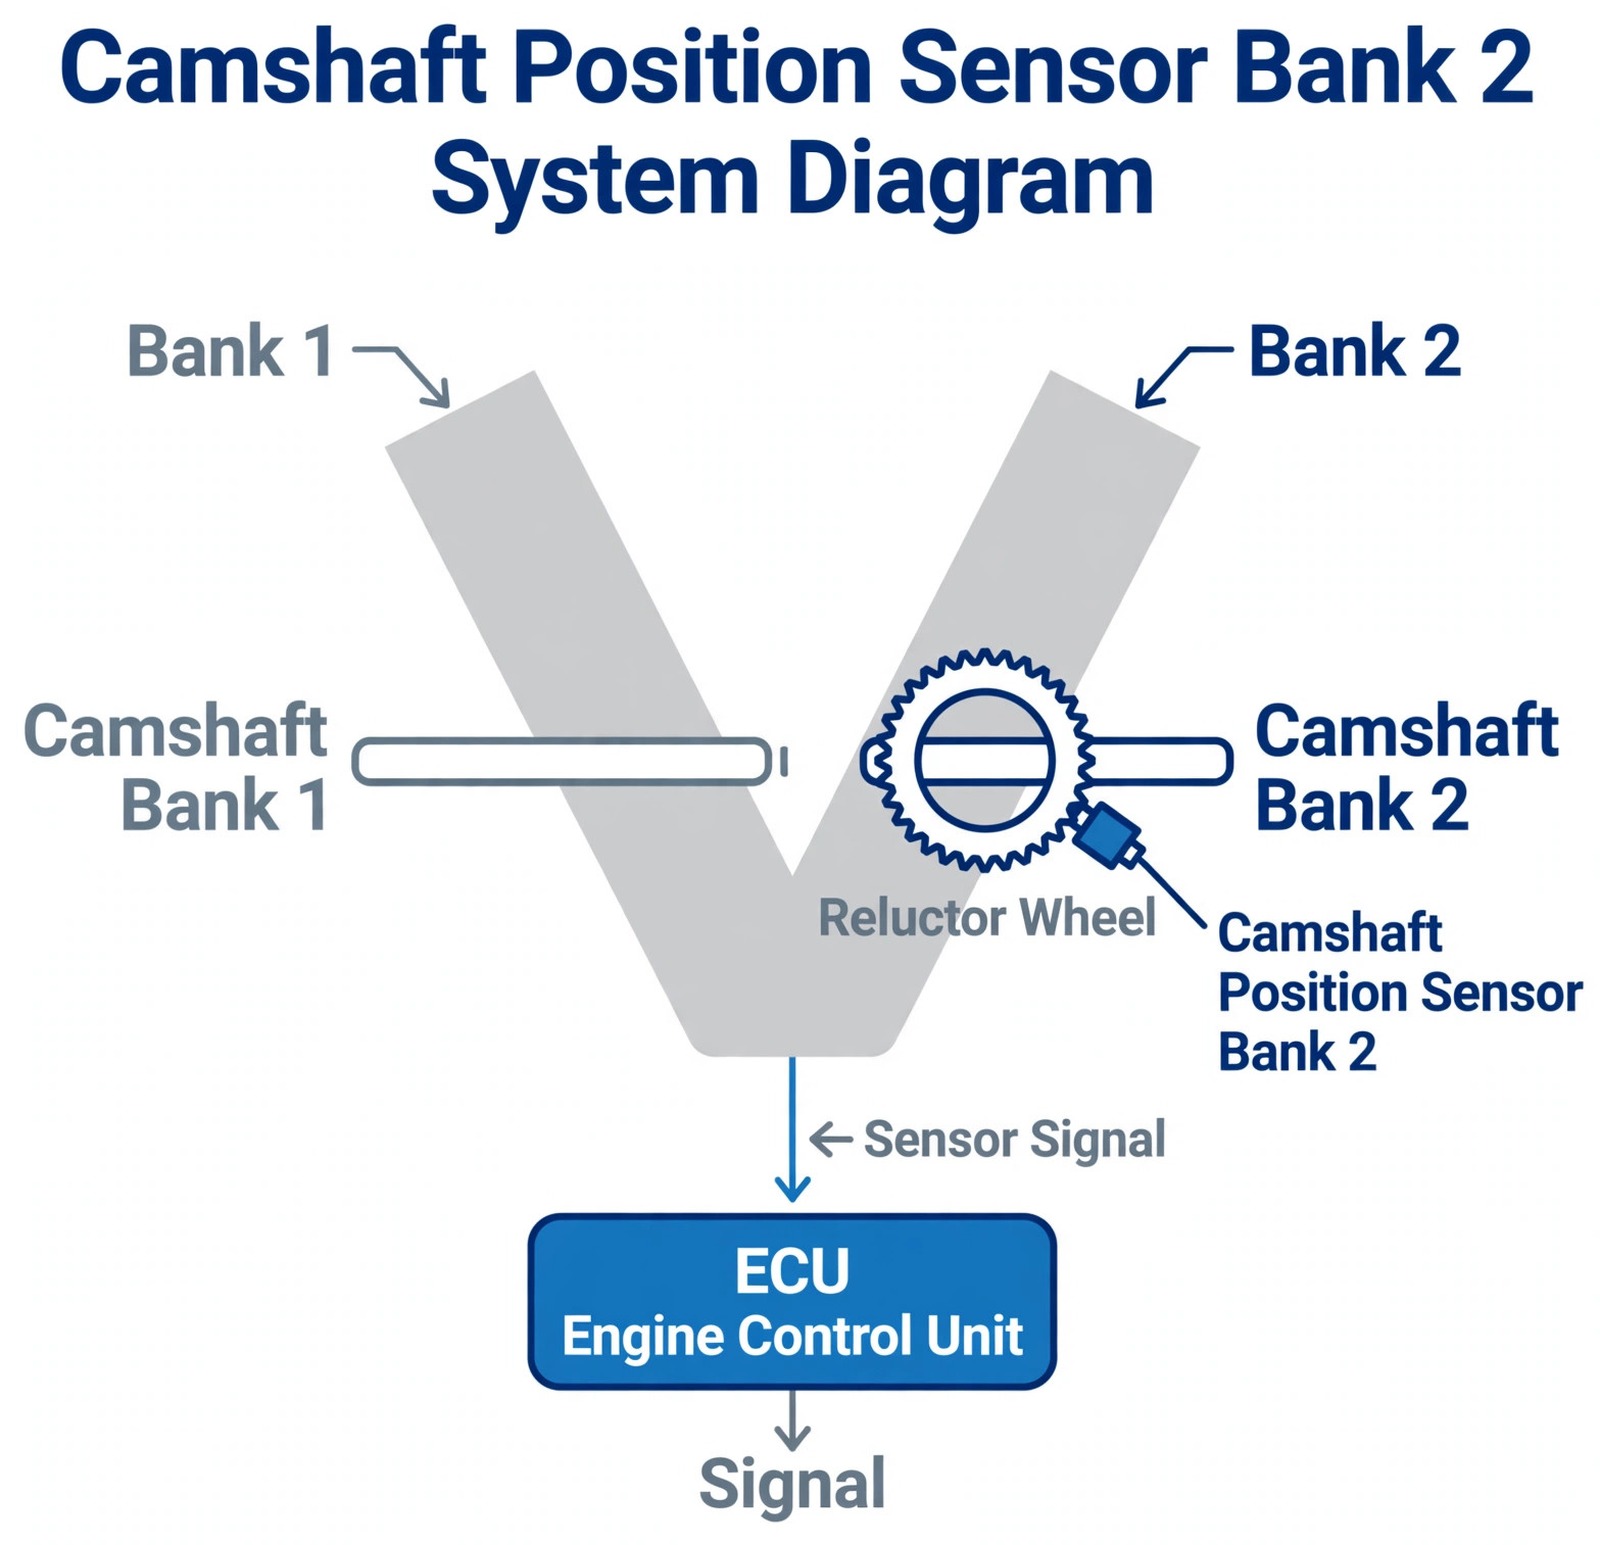 Camshaft Position Sensor Bank 2
System Diagram
Bank 1
Bank 2
Camshaft
Bank 1
Camshaft
Bank 2
Reluctor Wheel
Camshaft
Position Sensor
Bank 2
Sensor Signal
ECU
Engine Control Unit
Signal